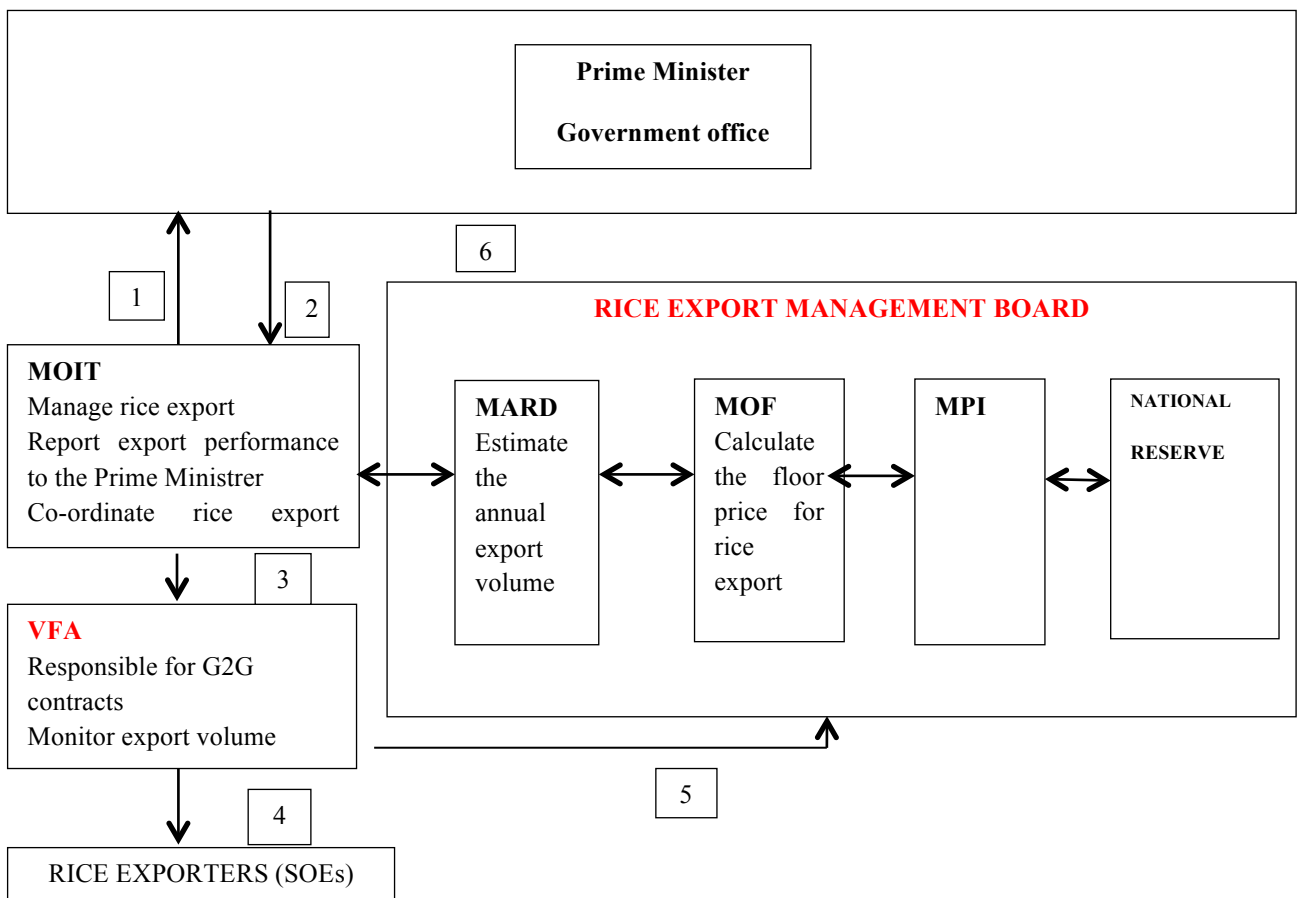 Prime Minister
Government office
6
1
2
RICE EXPORT MANAGEMENT BOARD
MOIT
Manage rice export
Report export performance
to the Prime Ministrer
Co-ordinate rice export
MARD
Estimate
the
annual
export
volume
MOF
Calculate
the floor
price for
rice
export
MPI
NATIONAL
RESERVE
3
VFA
Responsible for G2G
contracts
Monitor export volume
5
4
RICE EXPORTERS (SOEs)